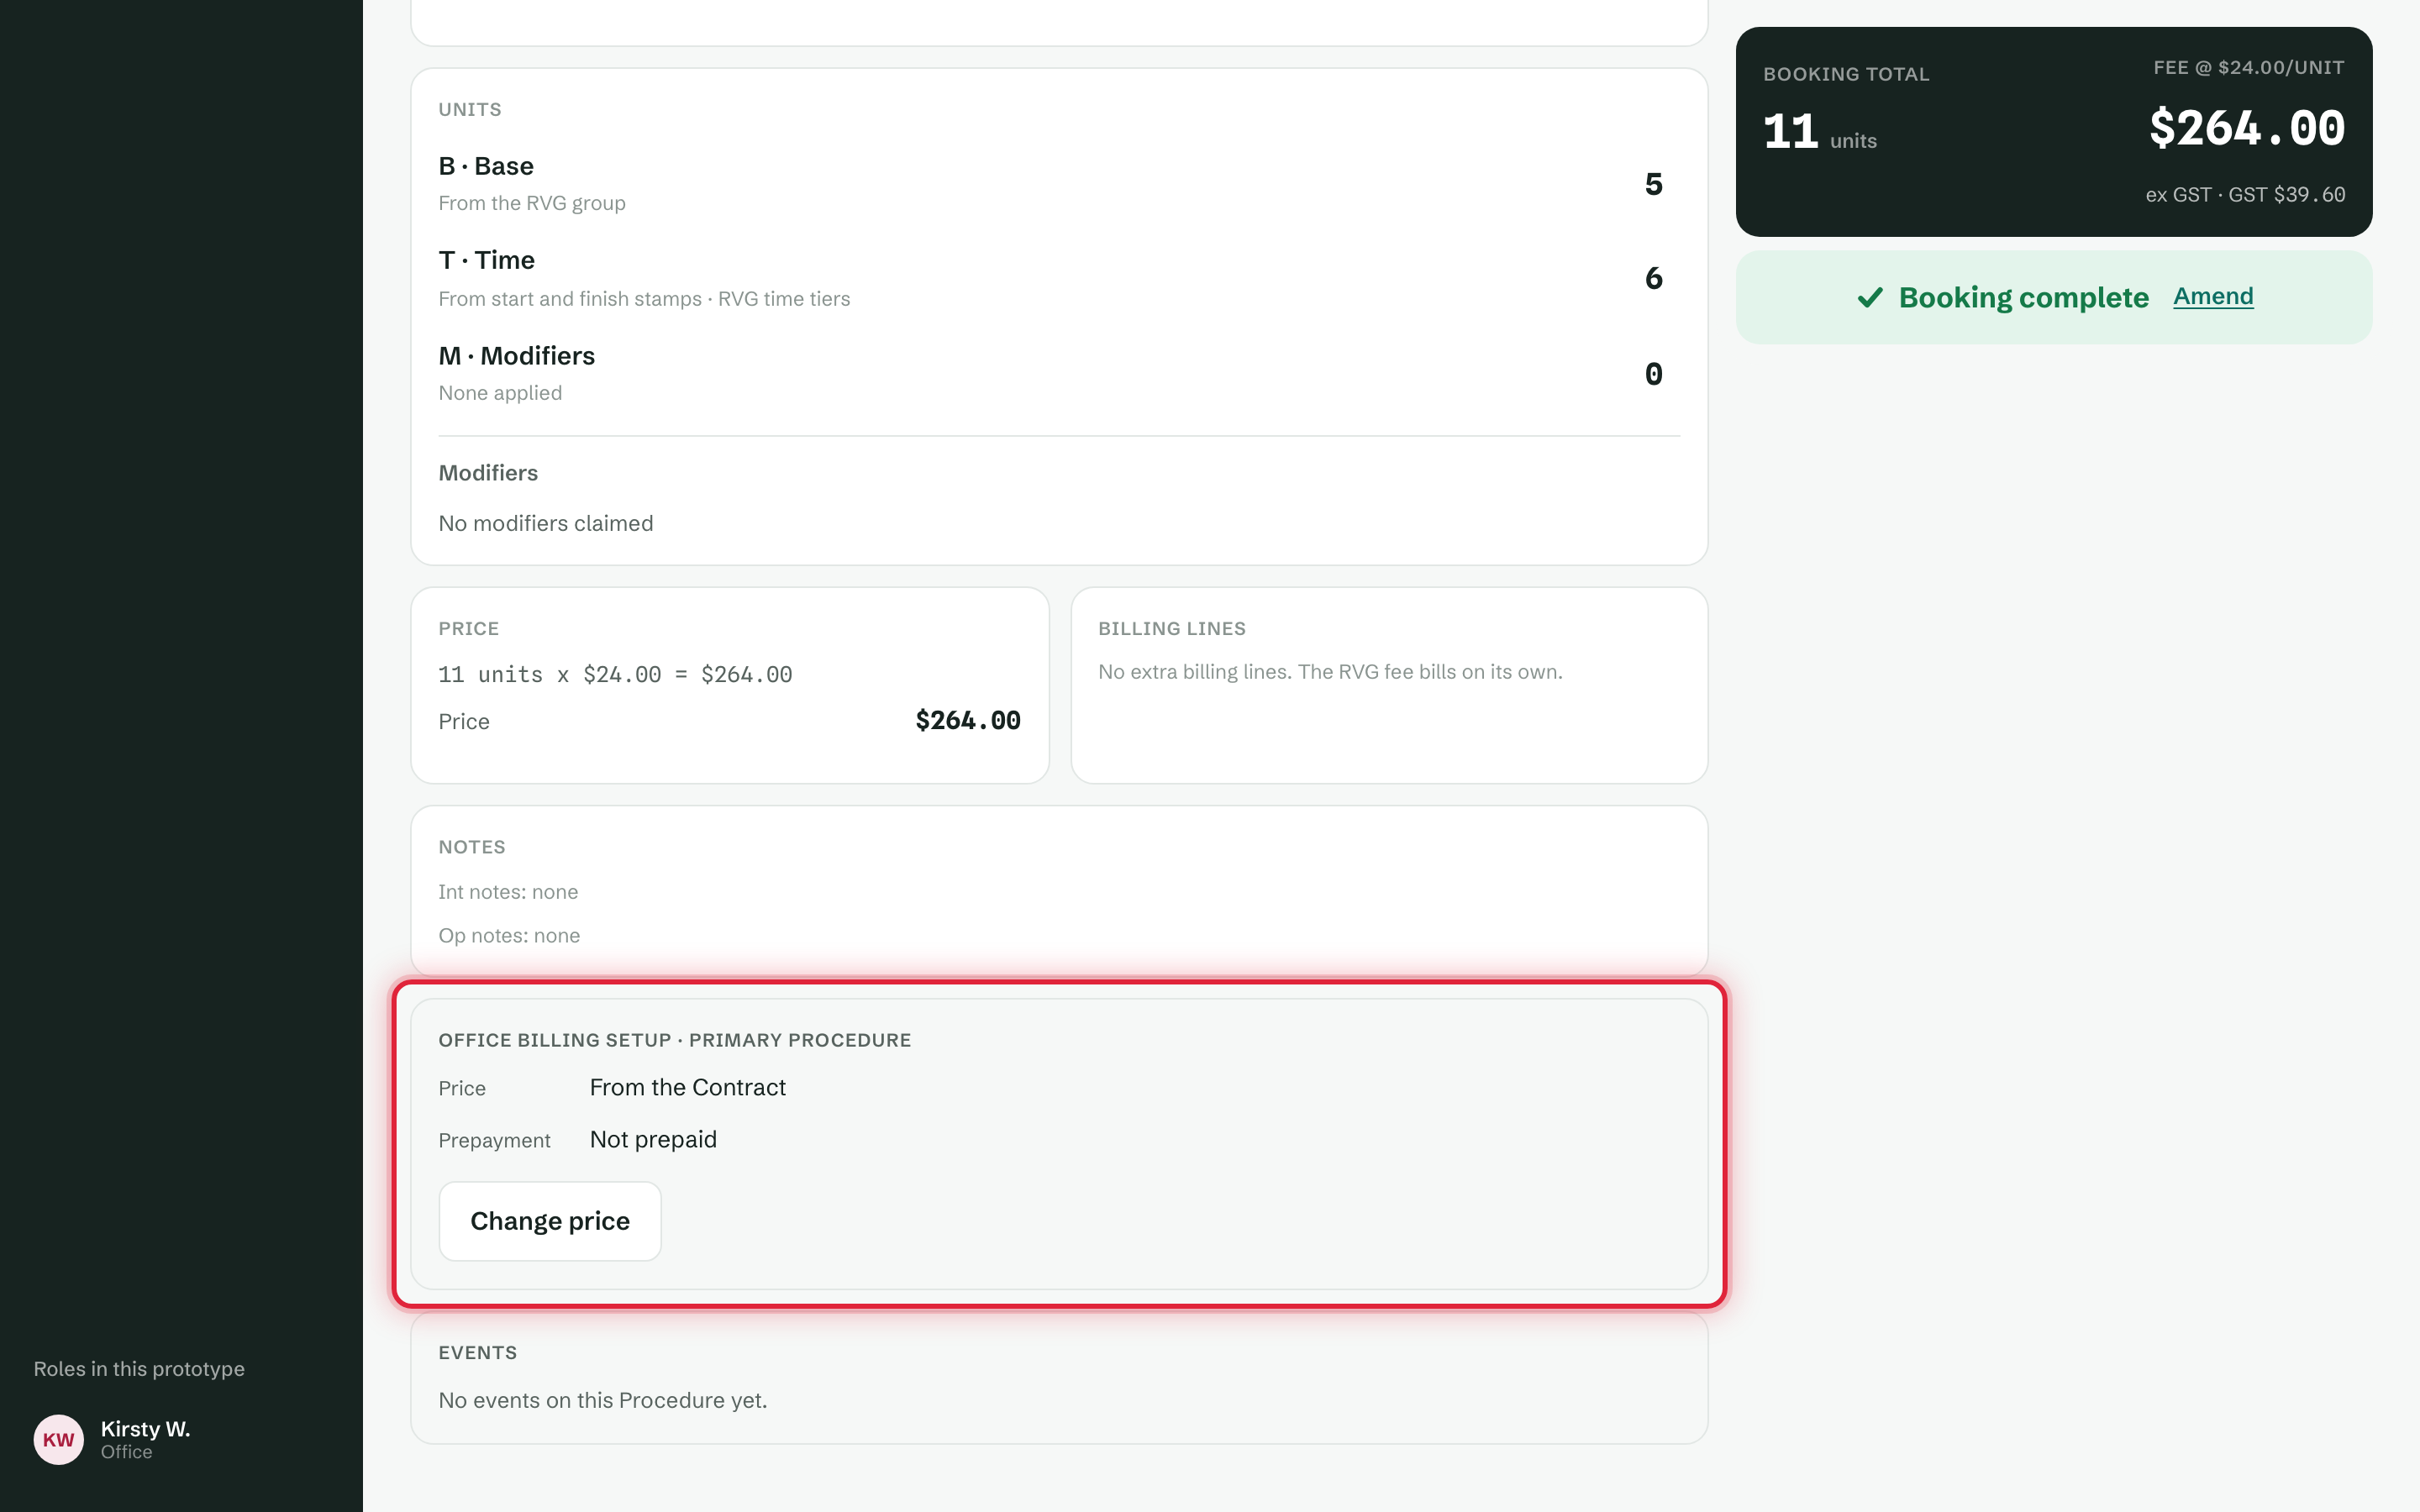 UNITS
B · Base
From the RVG group
5
T · Time
From start and finish stamps · RVG time tiers
6
M · Modifiers
None applied
0
Modifiers
No modifiers claimed
PRICE
11 units x $24.00 = $264.00
Price
$264.00
BILLING LINES
No extra billing lines. The RVG fee bills on its own.
NOTES
Int notes: none
Op notes: none
OFFICE BILLING SETUP · PRIMARY PROCEDURE
Price From the Contract
Prepayment Not prepaid
Change price
EVENTS
No events on this Procedure yet.
BOOKING TOTAL
11 units
FEE @ $24.00/UNIT
$264.00
ex GST · GST $39.60
Booking complete Amend
Roles in this prototype
KW
Kirsty W.
Office